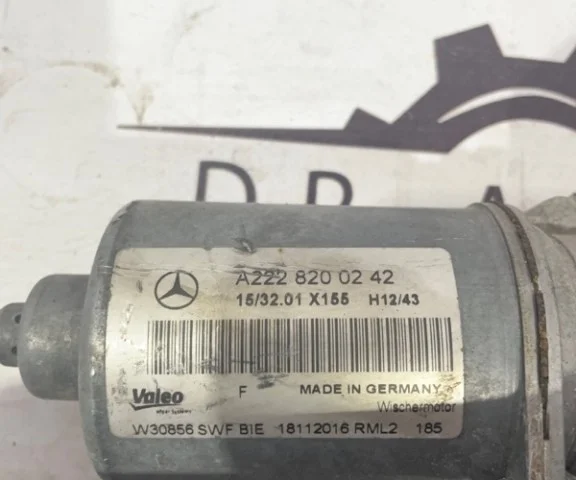 D R A
A222 820 02 42
15/32.01 X155 H12/43
F MADE IN GERMANY
Valeo
Wischermotor
W30856 SWF BIE 18112016 RML2 185